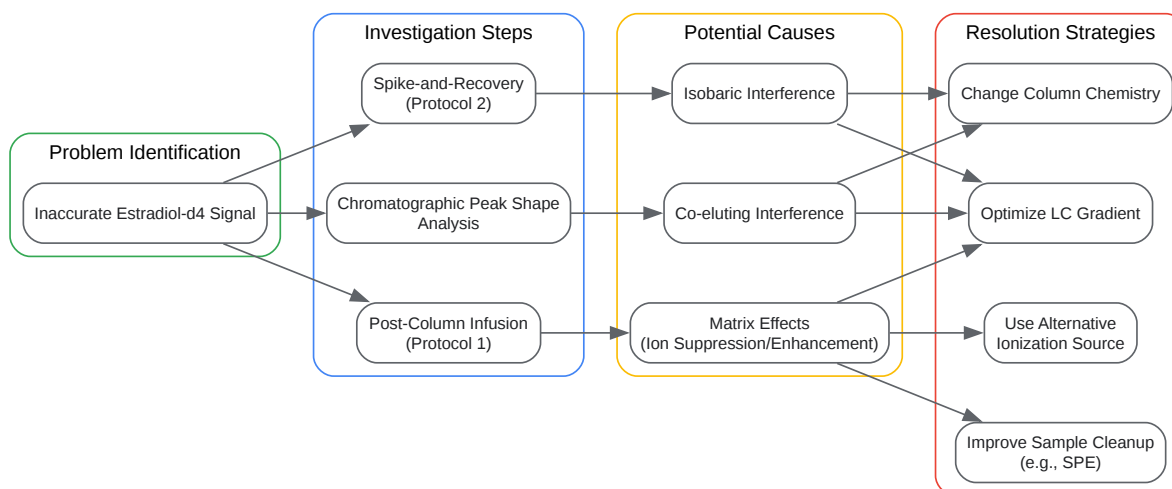 Problem Identification
Inaccurate Estradiol-d4 Signal
Investigation Steps
Spike-and-Recovery
(Protocol 2)
Chromatographic Peak Shape
Analysis
Post-Column Infusion
(Protocol 1)
Potential Causes
Isobaric Interference
Co-eluting Interference
Matrix Effects
(Ion Suppression/Enhancement)
Resolution Strategies
Change Column Chemistry
Optimize LC Gradient
Use Alternative
Ionization Source
Improve Sample Cleanup
(e.g., SPE)